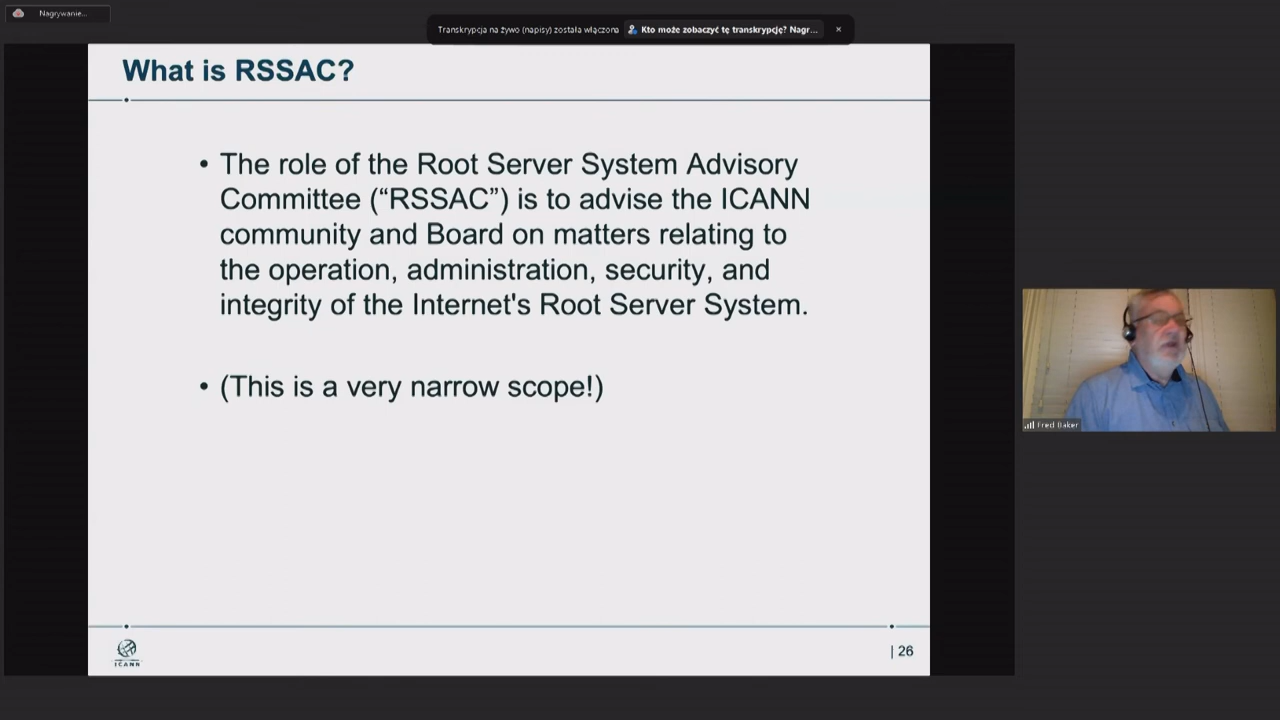 Nagrywanie...
Transkrypcja na żywo (napisy) została włączona Kto może zobaczyć tę transkrypcję? Nagr...
What is RSSAC?
• The role of the Root Server System Advisory
Committee (“RSSAC”) is to advise the ICANN
community and Board on matters relating to
the operation, administration, security, and
integrity of the Internet's Root Server System.
• (This is a very narrow scope!)
Fred Baker
ICANN
| 26